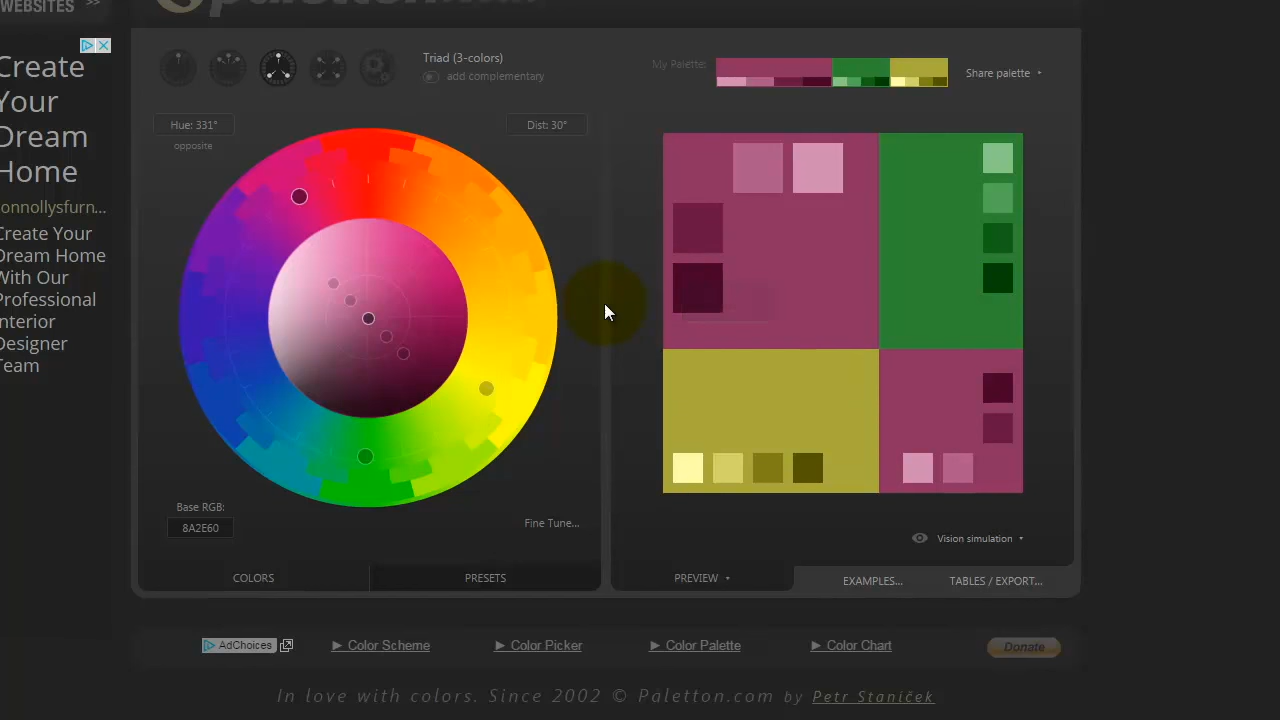 WEBSITES >>
paletton
Create
Your
Dream
Home
onnollysfurn...
Create Your
Dream Home
With Our
Professional
Interior
Designer
Team
Triad (3-colors)
add complementary
My Palette:
Share palette
Hue: 331°
opposite
Dist: 30°
Base RGB:
8A2E60
Fine Tune...
Vision simulation
COLORS
PRESETS
PREVIEW
EXAMPLES...
TABLES / EXPORT...
AdChoices
► Color Scheme
► Color Picker
► Color Palette
► Color Chart
Donate
In love with colors. Since 2002 © Paletton.com by Petr Staníček